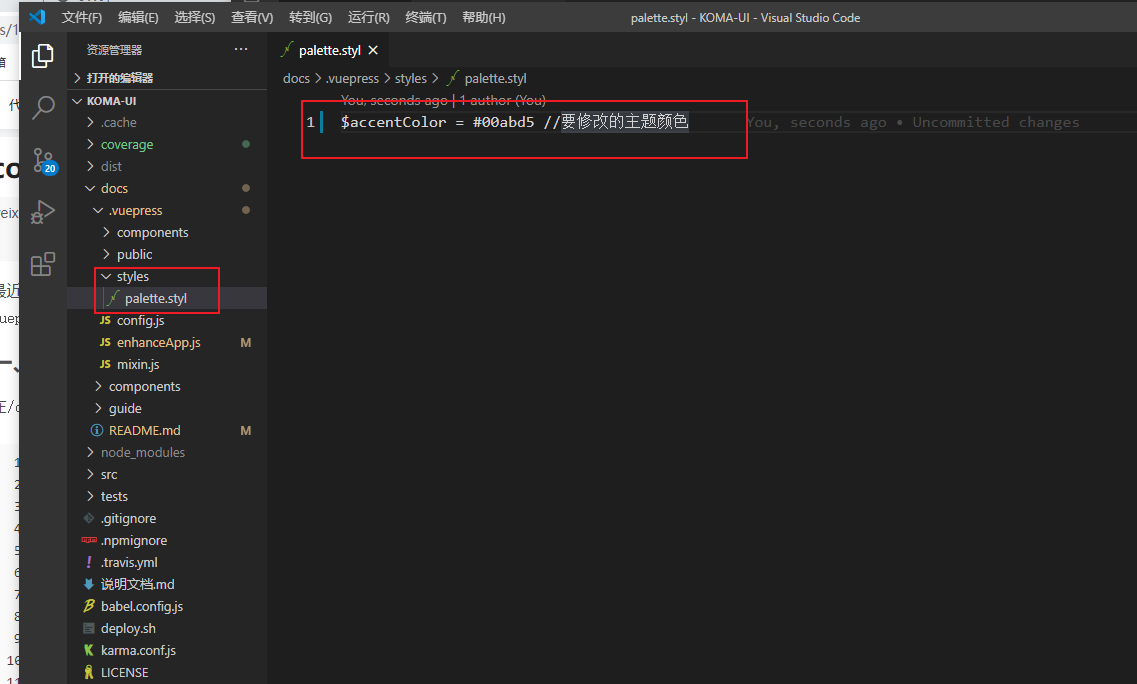 文件(F) 编辑(E) 选择(S) 查看(V) 转到(G) 运行(R) 终端(T) 帮助(H) palette.styl - KOMA-UI - Visual Studio Code
资源管理器 ···
palette.styl ×
打开的编辑器
docs > .vuepress > styles > palette.styl
KOMA-UI
You, seconds ago | 1 author (You)
1 $accentColor = #00abd5 //要修改的主题颜色 You, seconds ago • Uncommitted changes
.cache
coverage
20
dist
docs
.vuepress
components
public
styles
palette.styl
JS config.js
JS enhanceApp.js M
JS mixin.js
components
guide
README.md M
node_modules
src
tests
.gitignore
.npmignore
! .travis.yml
说明文档.md
babel.config.js
deploy.sh
karma.conf.js
LICENSE